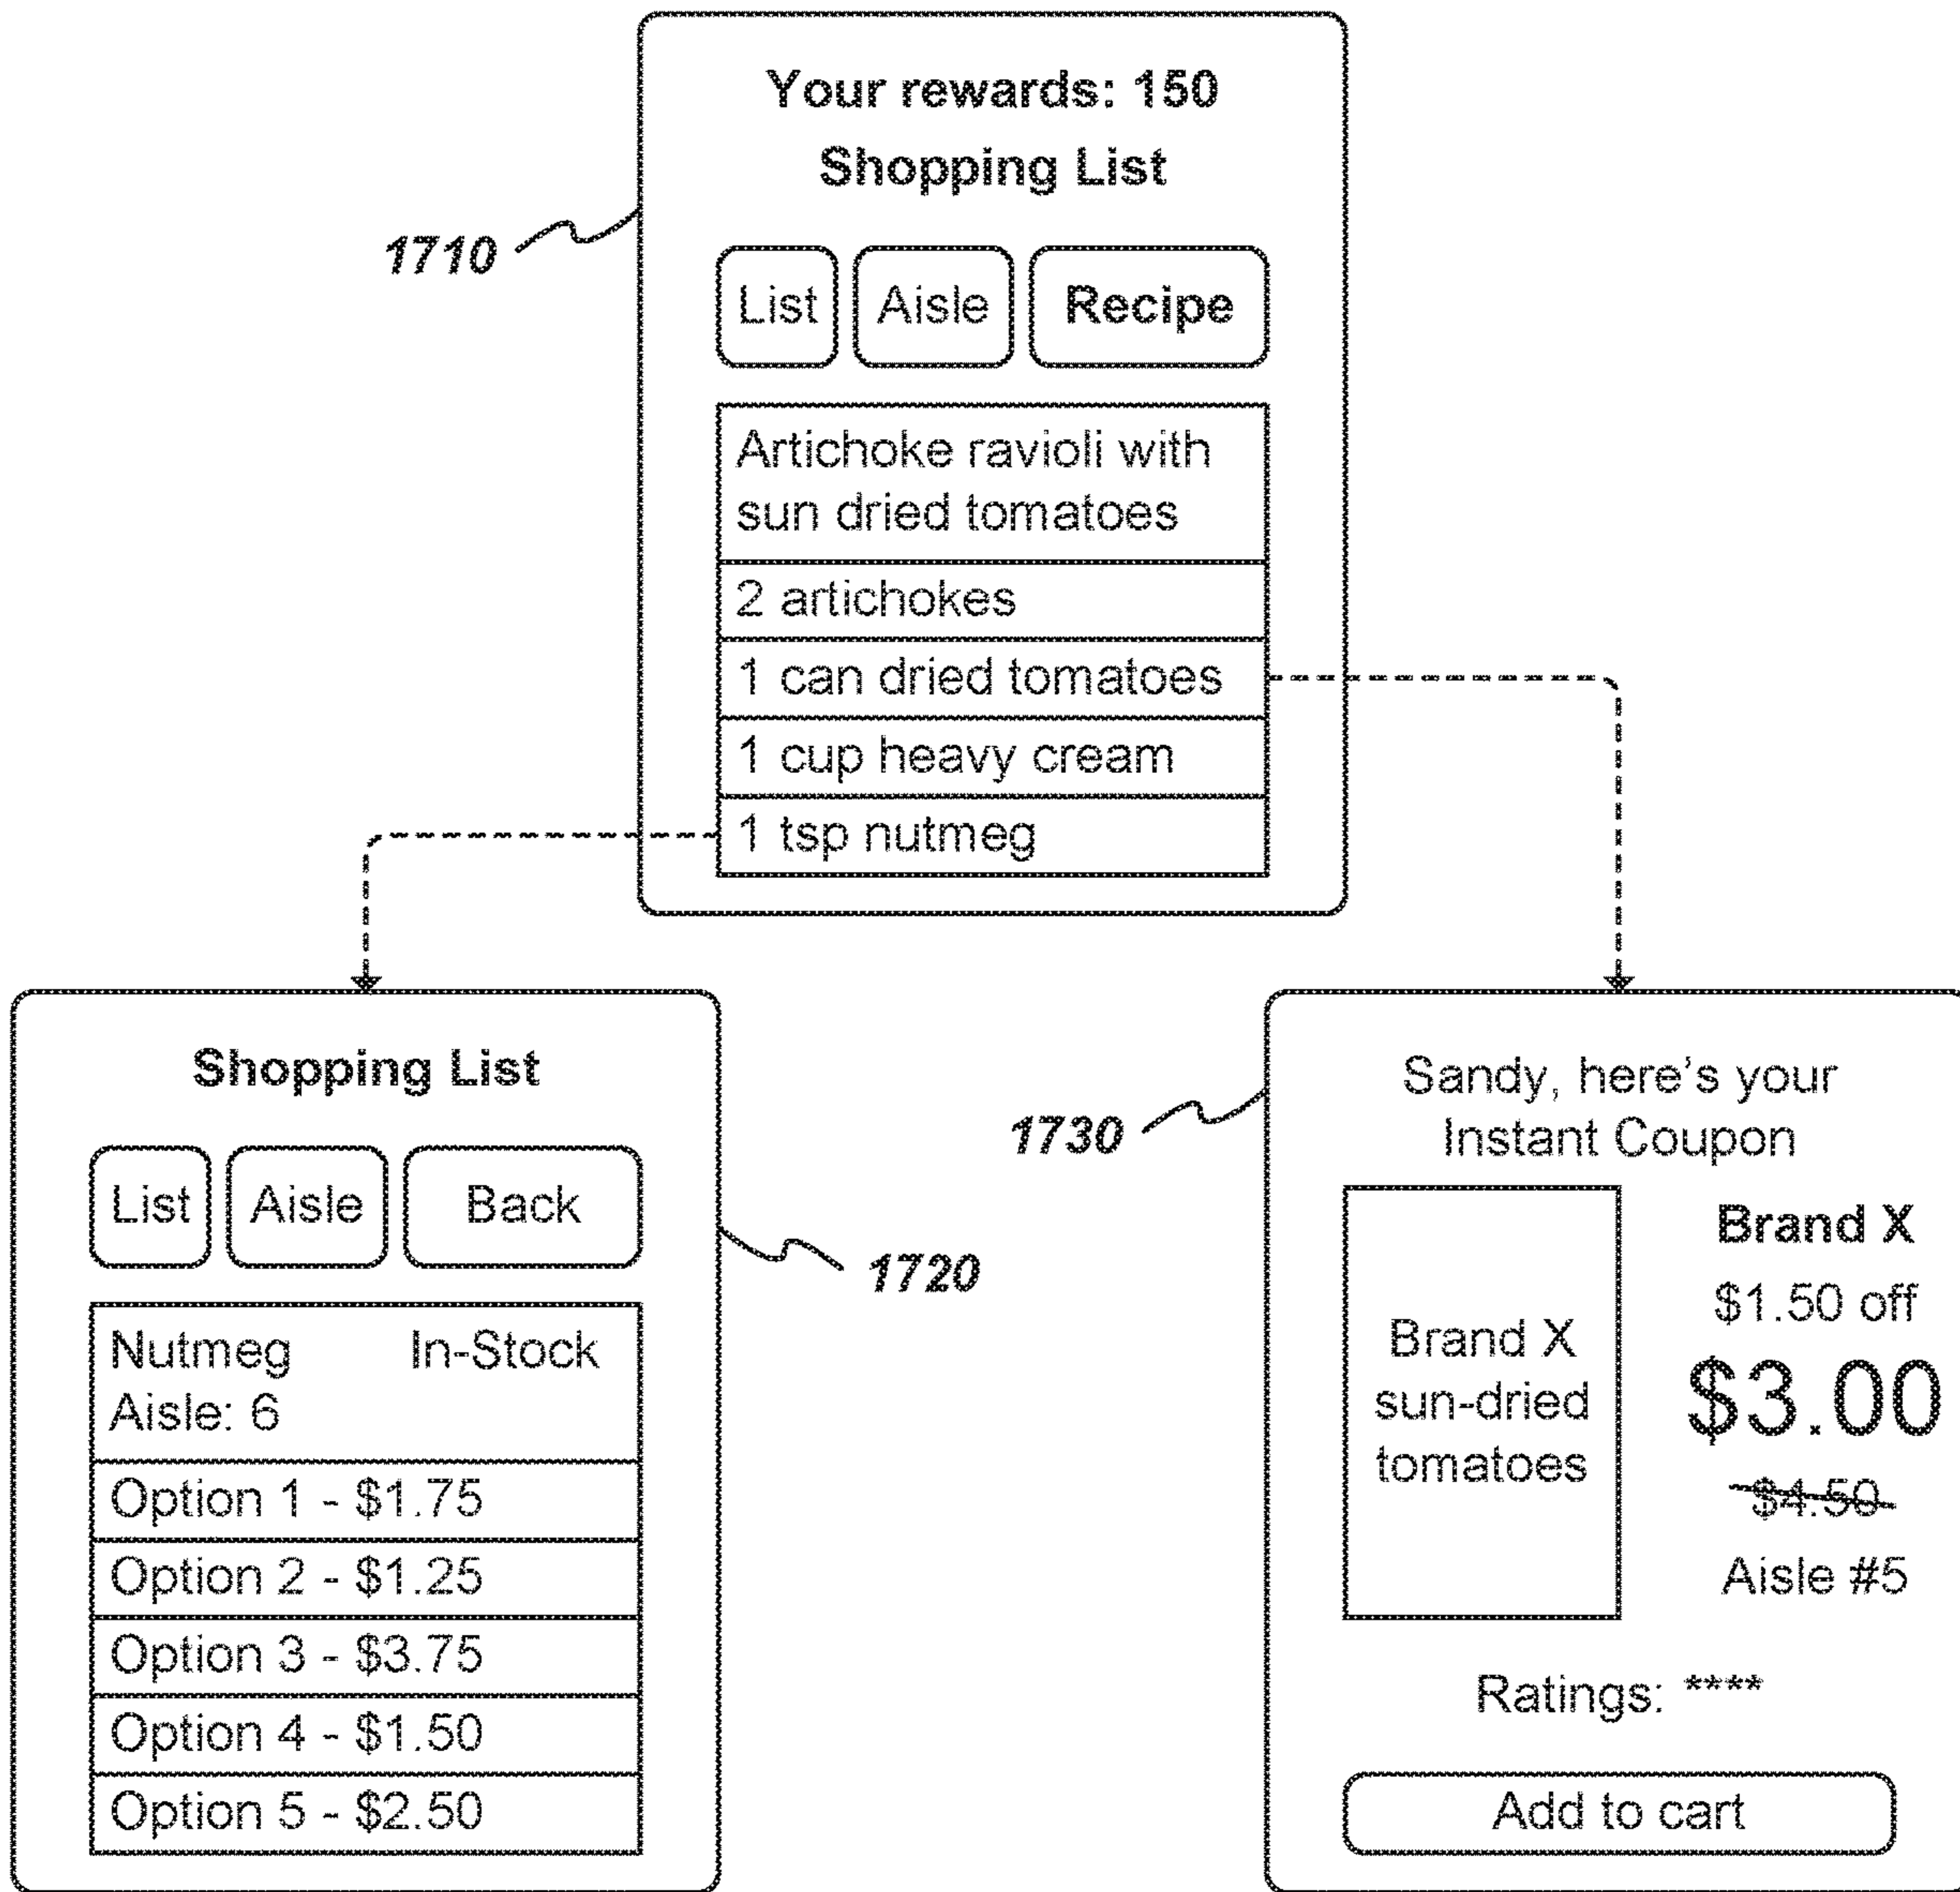 Your rewards: 150
Shopping List
1710
List Aisle Recipe
Artichoke ravioli with
sun dried tomatoes
2 artichokes
1 can dried tomatoes
1 cup heavy cream
1 tsp nutmeg
Shopping List
List Aisle Back
1720
Nutmeg In-Stock
Aisle: 6
Option 1 - $1.75
Option 2 - $1.25
Option 3 - $3.75
Option 4 - $1.50
Option 5 - $2.50
1730
Sandy, here's your
Instant Coupon
Brand X
sun-dried
tomatoes
Brand X
$1.50 off
$3.00
$4.50
Aisle #5
Ratings: ****
Add to cart